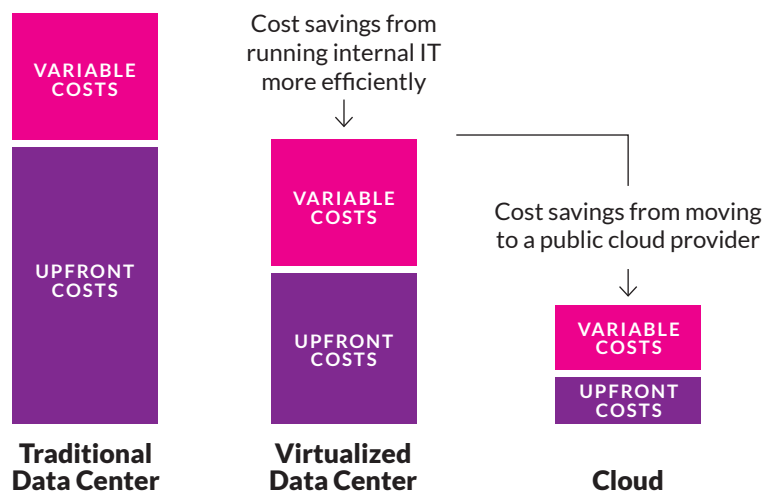 VARIABLE
COSTS
UPFRONT
COSTS
Traditional
Data Center
Cost savings from
running internal IT
more efficiently
VARIABLE
COSTS
UPFRONT
COSTS
Virtualized
Data Center
Cost savings from moving
to a public cloud provider
VARIABLE
COSTS
UPFRONT
COSTS
Cloud